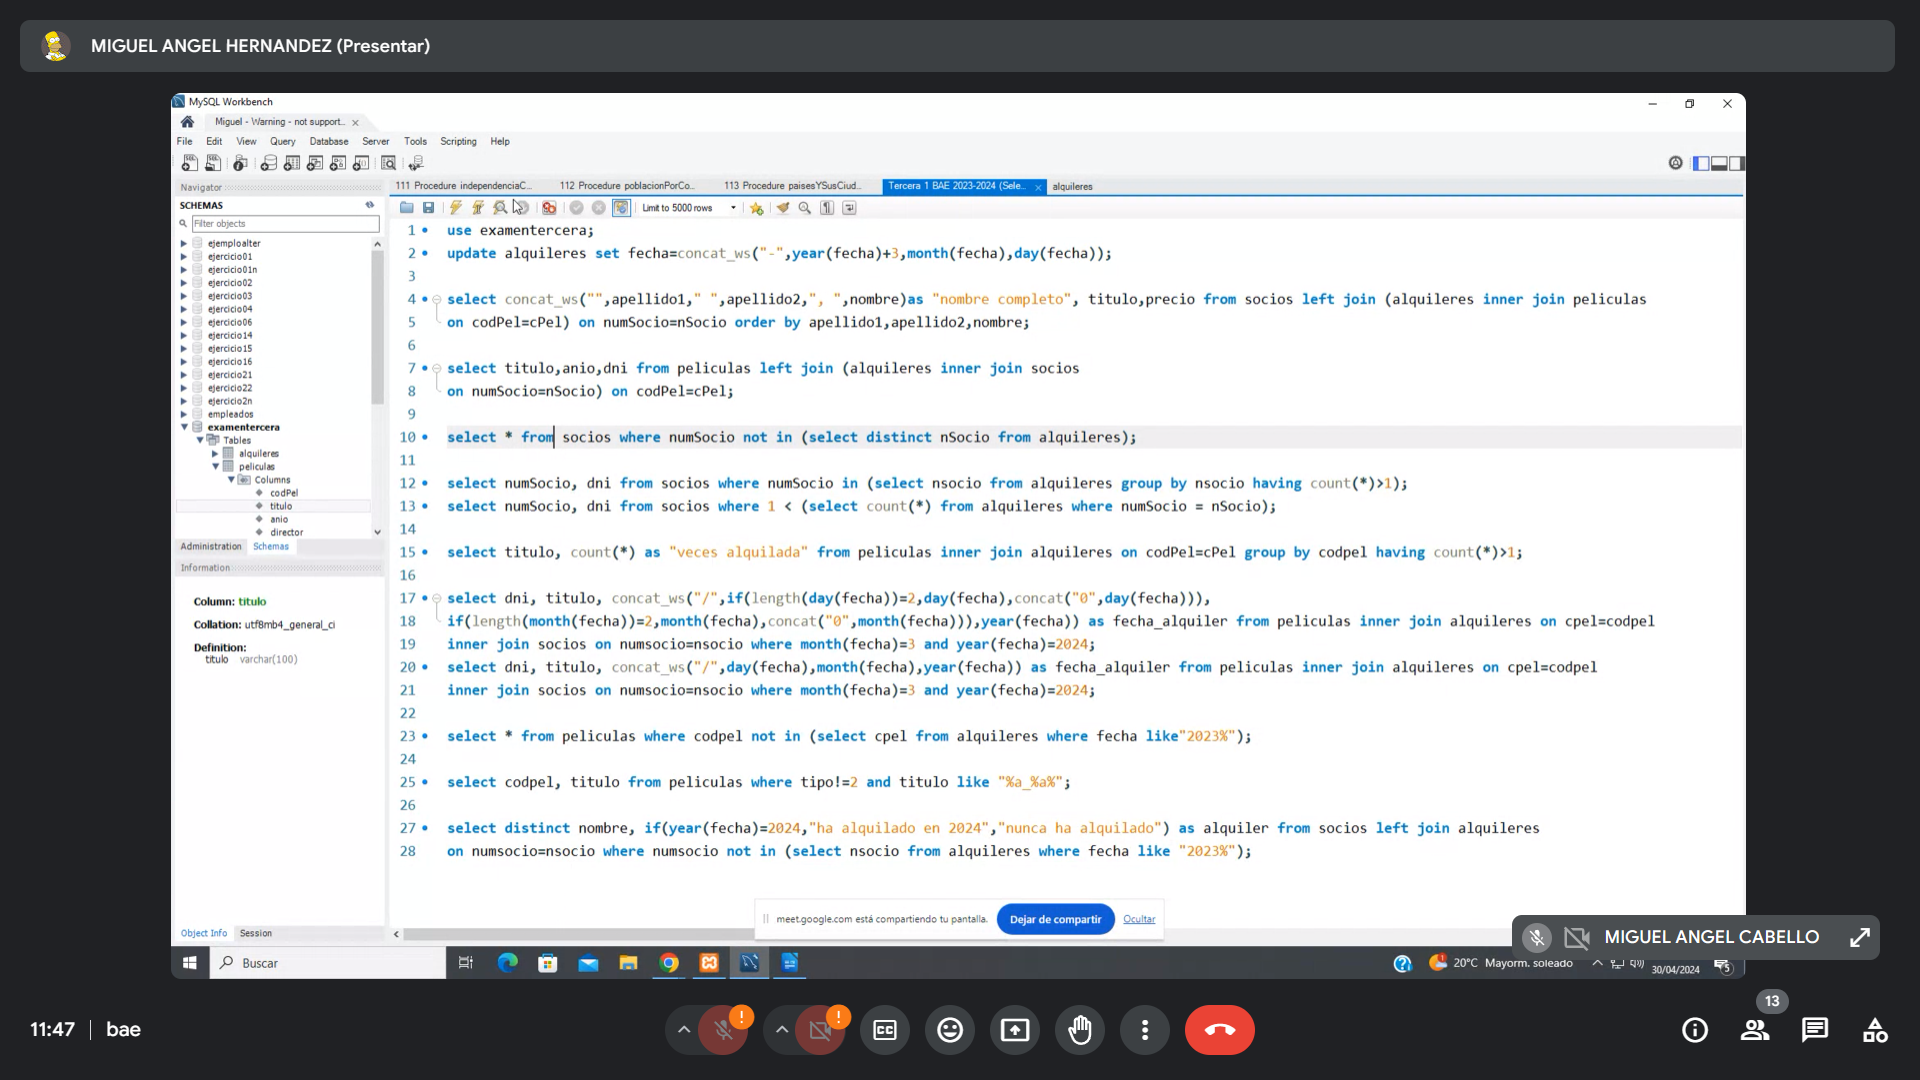 MIGUEL ANGEL HERNANDEZ (Presentar)
MySQL Workbench
Miguel - Warning - not support..
File Edit View Query Database Server Tools Scripting Help
Navigator
SCHEMAS
Filter objects
ejemploalter
ejercicio01
ejercicio01n
ejercicio02
ejercicio03
ejercicio04
ejercicio06
ejercicio14
ejercicio15
ejercicio16
ejercicio21
ejercicio22
ejercicio2n
empleados
examentercera
Tables
alquileres
peliculas
Columns
codPel
titulo
anio
director
Administration Schemas
Information
Column: titulo
Collation: utf8mb4_general_ci
Definition:
titulo varchar(100)
Object Info Session
111 Procedure independenciaC... 112 Procedure poblacionPorCo... 113 Procedure paisesYSusCiud... Tercera 1 BAE 2023-2024 (Sele... alquileres
Limit to 5000 rows
1 use examentercera;
2 update alquileres set fecha=concat_ws("-",year(fecha)+3,month(fecha),day(fecha));
3
4 select concat_ws("",apellido1," ",apellido2,", ",nombre)as "nombre completo", titulo,precio from socios left join (alquileres inner join peliculas
5 on codPel=cPel) on numSocio=nSocio order by apellido1,apellido2,nombre;
6
7 select titulo,anio,dni from peliculas left join (alquileres inner join socios
8 on numSocio=nSocio) on codPel=cPel;
9
10 select * from socios where numSocio not in (select distinct nSocio from alquileres);
11
12 select numSocio, dni from socios where numSocio in (select nsocio from alquileres group by nsocio having count(*)>1);
13 select numSocio, dni from socios where 1 < (select count(*) from alquileres where numSocio = nSocio);
14
15 select titulo, count(*) as "veces alquilada" from peliculas inner join alquileres on codPel=cPel group by codpel having count(*)>1;
16
17 select dni, titulo, concat_ws("/",if(length(day(fecha))=2,day(fecha),concat("0",day(fecha))),
18 if(length(month(fecha))=2,month(fecha),concat("0",month(fecha))),year(fecha)) as fecha_alquiler from peliculas inner join alquileres on cpel=codpel
19 inner join socios on numsocio=nsocio where month(fecha)=3 and year(fecha)=2024;
20 select dni, titulo, concat_ws("/",day(fecha),month(fecha),year(fecha)) as fecha_alquiler from peliculas inner join alquileres on cpel=codpel
21 inner join socios on numsocio=nsocio where month(fecha)=3 and year(fecha)=2024;
22
23 select * from peliculas where codpel not in (select cpel from alquileres where fecha like"2023%");
24
25 select codpel, titulo from peliculas where tipo!=2 and titulo like "%a_%a%";
26
27 select distinct nombre, if(year(fecha)=2024,"ha alquilado en 2024","nunca ha alquilado") as alquiler from socios left join alquileres
28 on numsocio=nsocio where numsocio not in (select nsocio from alquileres where fecha like "2023%");
meet.google.com está compartiendo tu pantalla. Dejar de compartir Ocultar
MIGUEL ANGEL CABELLO
Buscar
20°C Mayorm. soleado
30/04/2024
5
11:47 bae
13